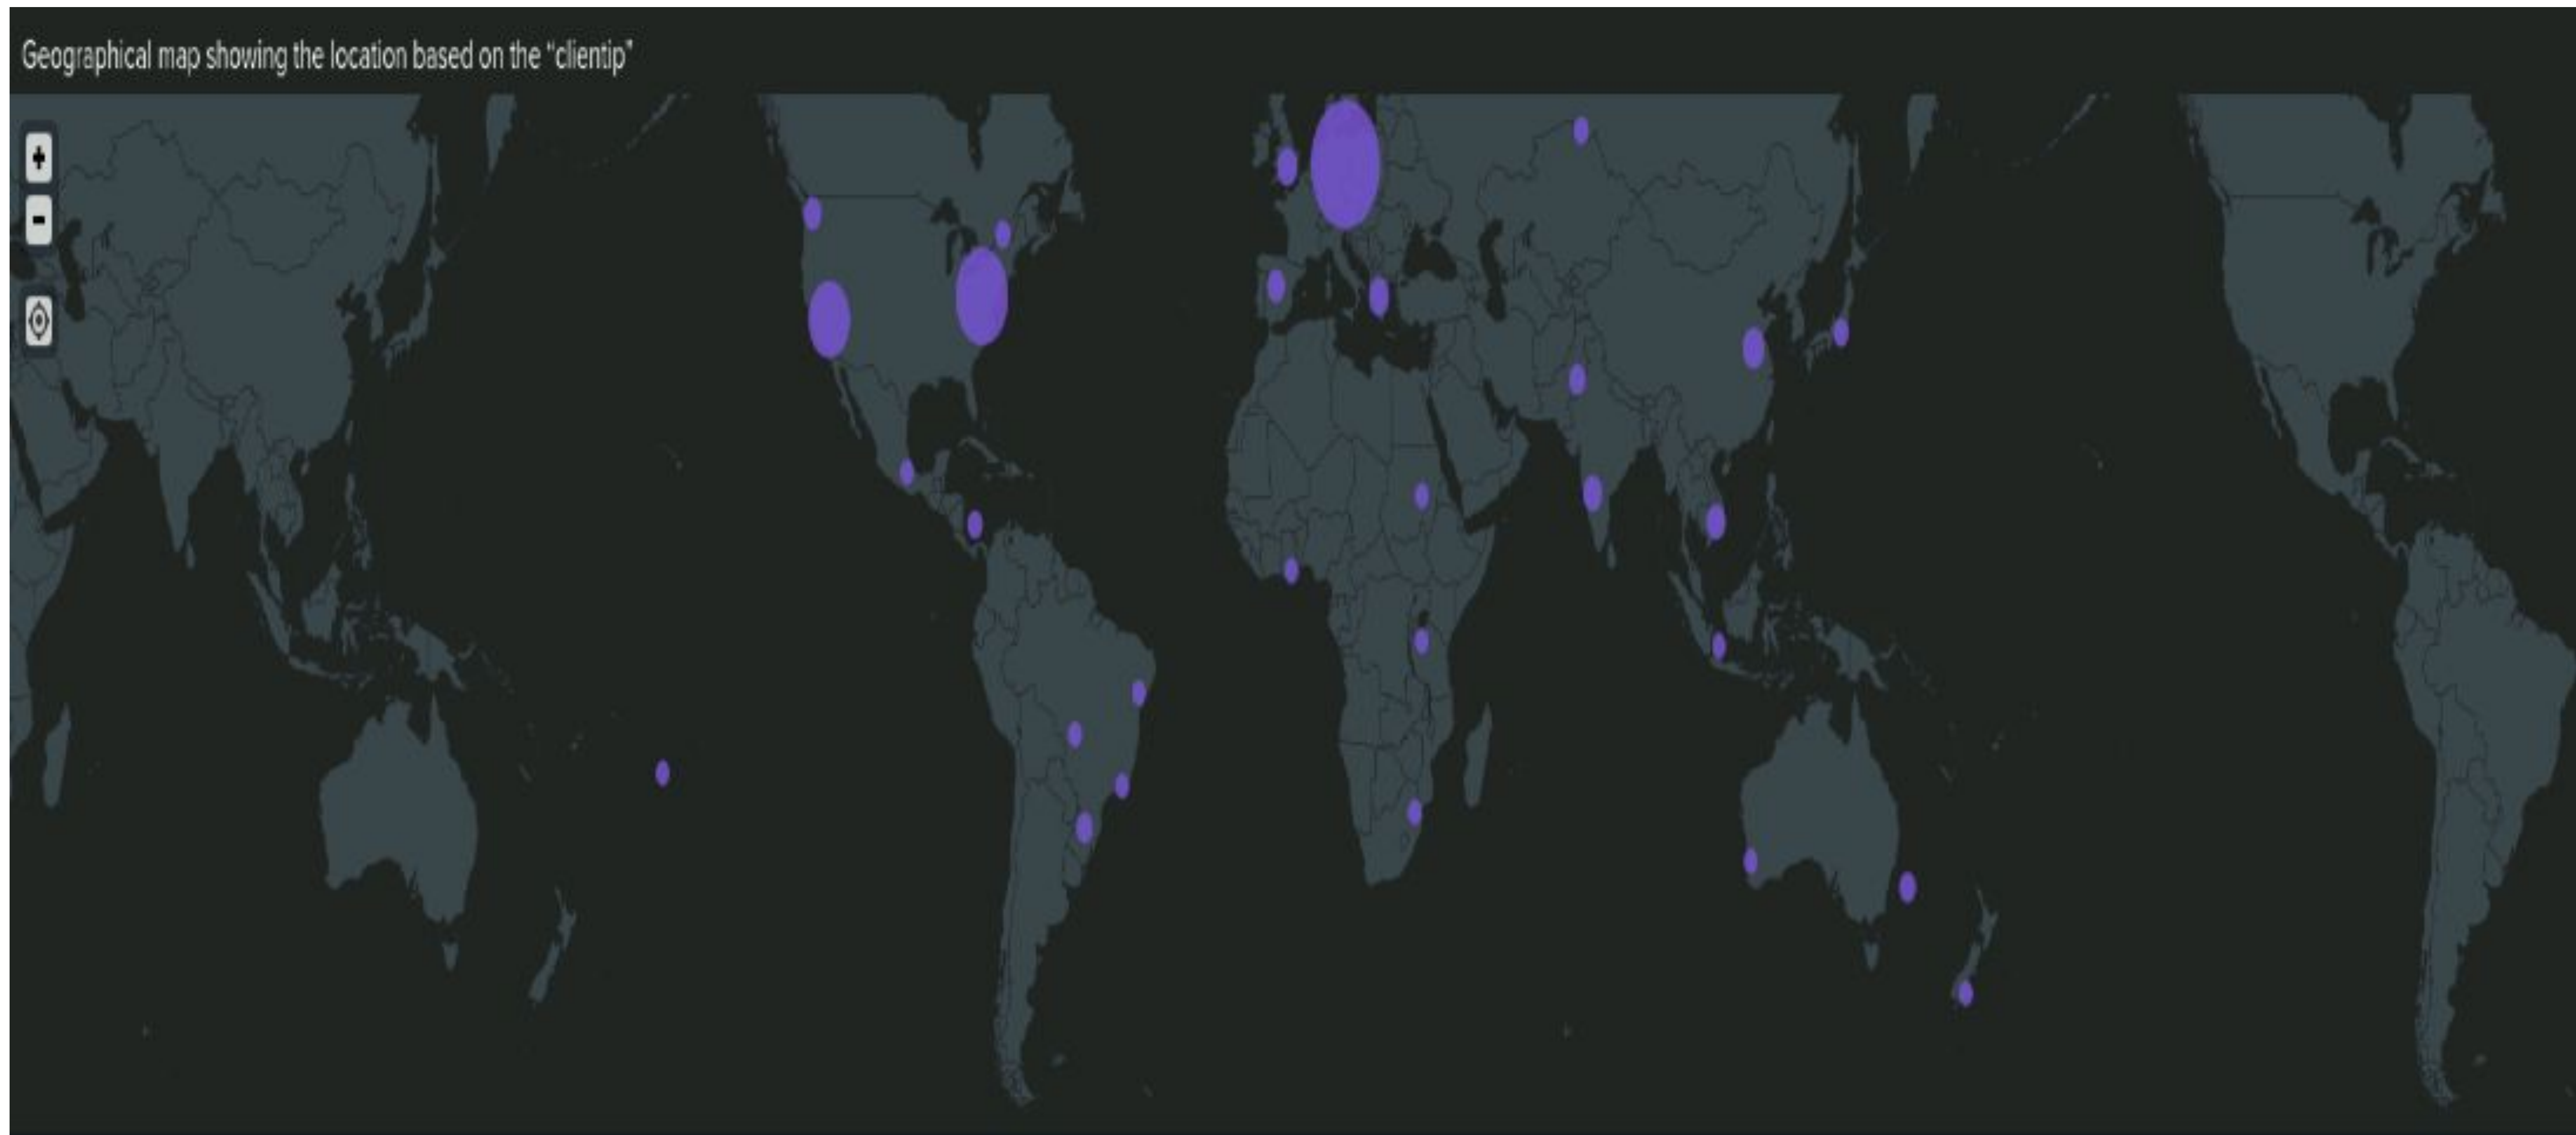 Geographical map showing the location based on the “clientip”
+
-